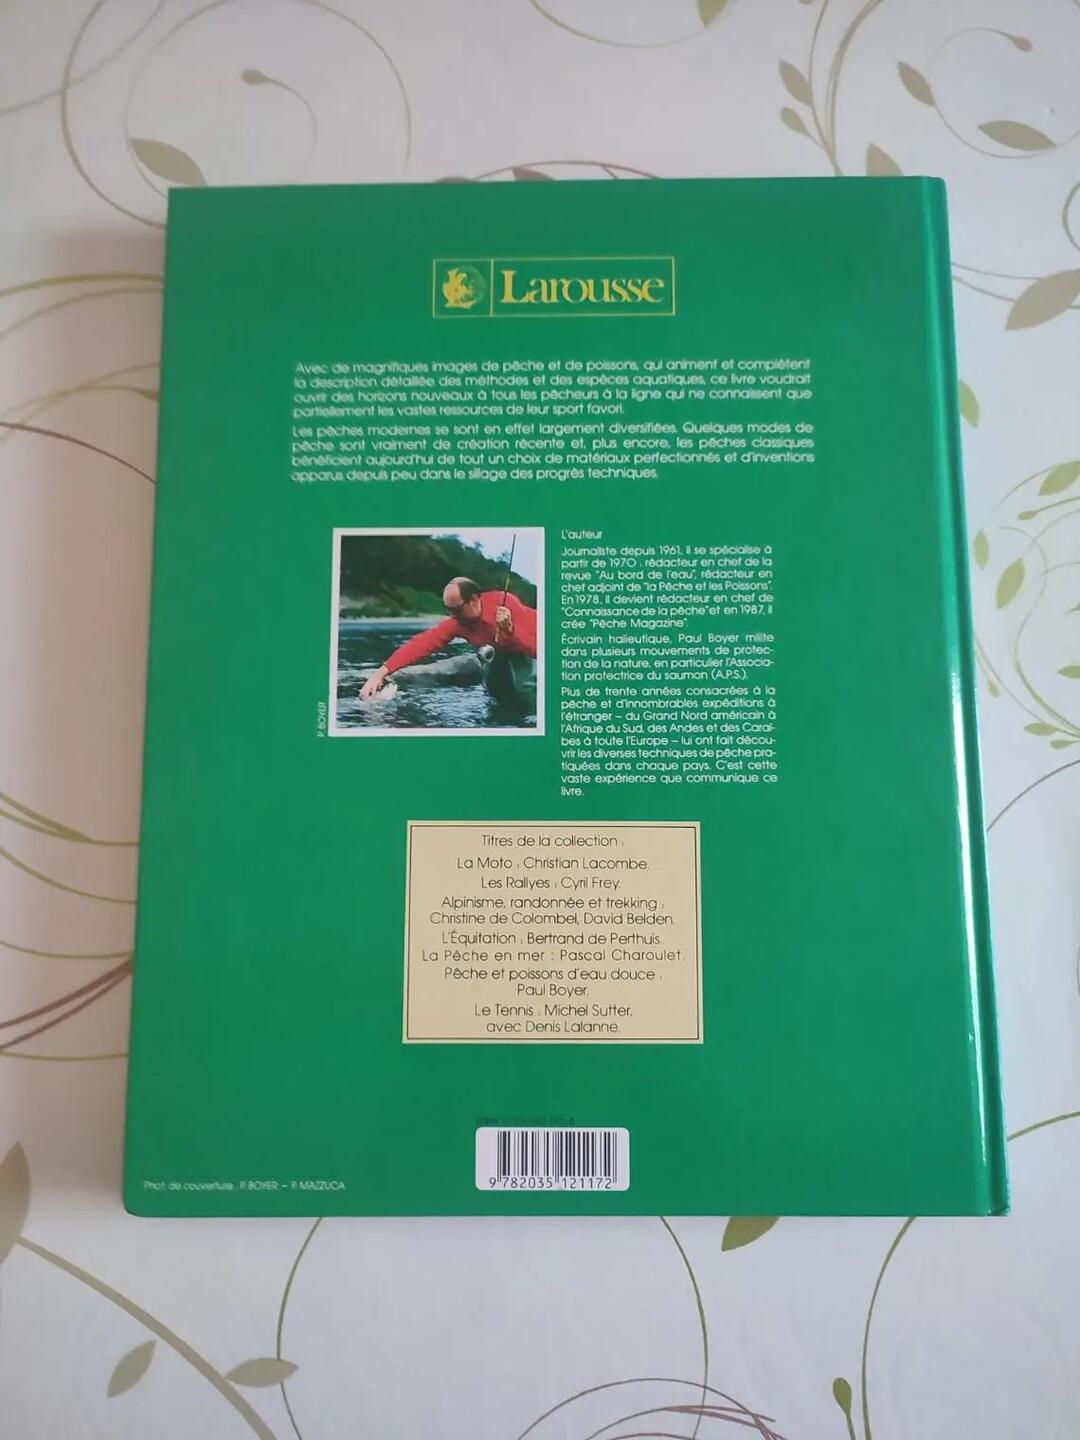 Larousse
Avec de magnifiques images de pêche et de poissons, qui animent et complètent
la description détaillée des méthodes et des espèces aquatiques, ce livre voudrait
ouvrir des horizons nouveaux à tous les pêcheurs à la ligne qui ne connaissent que
partiellement les vastes ressources de leur sport favori.
Les pêches modernes se sont en effet largement diversifiées. Quelques modes de
pêche sont vraiment de création récente et, plus encore, les pêches classiques
bénéficient aujourd'hui de tout un choix de matériaux perfectionnés et d'inventions
apparus depuis peu dans le sillage des progrès techniques.
L'auteur
Journaliste depuis 1961, il se spécialise à
partir de 1970 : rédacteur en chef de la
revue "Au bord de l'eau", rédacteur en
chef adjoint de "la Pêche et les Poissons".
En 1978, il devient rédacteur en chef de
"Connaissance de la pêche" et en 1987, il
crée "Pêche Magazine".
Écrivain halieutique, Paul Boyer milite
dans plusieurs mouvements de protec-
tion de la nature, en particulier l'Associa-
tion protectrice du saumon (A.P.S.).
Plus de trente années consacrées à la
pêche et d'innombrables expéditions à
l'étranger – du Grand Nord américain à
l'Afrique du Sud, des Andes et des Caraï-
bes à toute l'Europe – lui ont fait décou-
vrir les diverses techniques de pêche pra-
tiquées dans chaque pays. C'est cette
vaste expérience que communique ce
livre.
P. BOYER
Titres de la collection :
La Moto : Christian Lacombe.
Les Rallyes : Cyril Frey.
Alpinisme, randonnée et trekking :
Christine de Colombel, David Belden.
L'Équitation : Bertrand de Perthuis.
La Pêche en mer : Pascal Charoulet.
Pêche et poissons d'eau douce :
Paul Boyer.
Le Tennis : Michel Sutter,
avec Denis Lalanne.
9 782035 121172
Phot. de couverture : P. BOYER – P. MAZZUCA